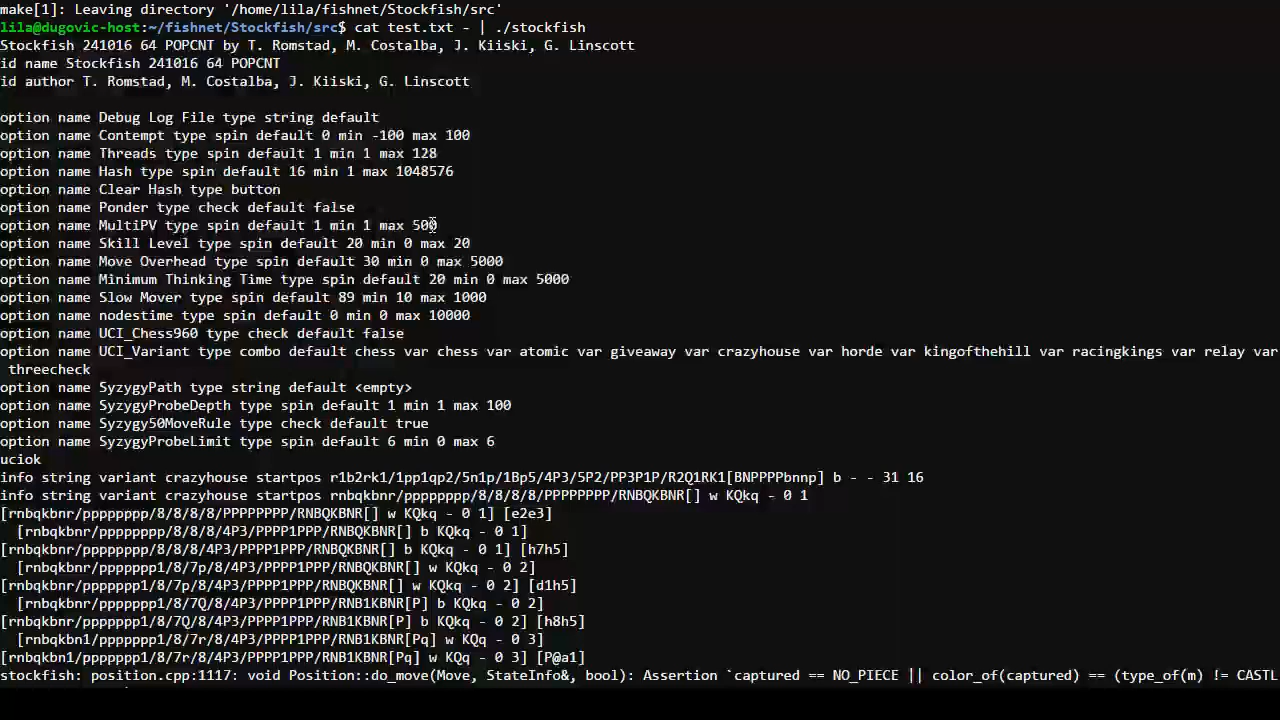 make[1]: Leaving directory '/home/lila/fishnet/Stockfish/src'
lila@dugovic-host:~/fishnet/Stockfish/src$ cat test.txt - | ./stockfish
Stockfish 241016 64 POPCNT by T. Romstad, M. Costalba, J. Kiiski, G. Linscott
id name Stockfish 241016 64 POPCNT
id author T. Romstad, M. Costalba, J. Kiiski, G. Linscott
option name Debug Log File type string default
option name Contempt type spin default 0 min -100 max 100
option name Threads type spin default 1 min 1 max 128
option name Hash type spin default 16 min 1 max 1048576
option name Clear Hash type button
option name Ponder type check default false
option name MultiPV type spin default 1 min 1 max 500
option name Skill Level type spin default 20 min 0 max 20
option name Move Overhead type spin default 30 min 0 max 5000
option name Minimum Thinking Time type spin default 20 min 0 max 5000
option name Slow Mover type spin default 89 min 10 max 1000
option name nodestime type spin default 0 min 0 max 10000
option name UCI_Chess960 type check default false
option name UCI_Variant type combo default chess var chess var atomic var giveaway var crazyhouse var horde var kingofthehill var racingkings var relay var
threecheck
option name SyzygyPath type string default <empty>
option name SyzygyProbeDepth type spin default 1 min 1 max 100
option name Syzygy50MoveRule type check default true
option name SyzygyProbeLimit type spin default 6 min 0 max 6
uciok
info string variant crazyhouse startpos r1b2rk1/1pp1qp2/5n1p/1Bp5/4P3/5P2/PP3P1P/R2Q1RK1[BNPPPPbnnp] b - - 31 16
info string variant crazyhouse startpos rnbqkbnr/pppppppp/8/8/8/8/PPPPPPPP/RNBQKBNR[] w KQkq - 0 1
[rnbqkbnr/pppppppp/8/8/8/8/PPPPPPPP/RNBQKBNR[] w KQkq - 0 1] [e2e3]
[rnbqkbnr/pppppppp/8/8/8/4P3/PPPP1PPP/RNBQKBNR[] b KQkq - 0 1]
[rnbqkbnr/pppppppp/8/8/8/4P3/PPPP1PPP/RNBQKBNR[] b KQkq - 0 1] [h7h5]
[rnbqkbnr/ppppppp1/8/7p/8/4P3/PPPP1PPP/RNBQKBNR[] w KQkq - 0 2]
[rnbqkbnr/ppppppp1/8/7p/8/4P3/PPPP1PPP/RNBQKBNR[] w KQkq - 0 2] [d1h5]
[rnbqkbnr/ppppppp1/8/7Q/8/4P3/PPPP1PPP/RNB1KBNR[P] b KQkq - 0 2]
[rnbqkbnr/ppppppp1/8/7Q/8/4P3/PPPP1PPP/RNB1KBNR[P] b KQkq - 0 2] [h8h5]
[rnbqkbn1/ppppppp1/8/7r/8/4P3/PPPP1PPP/RNB1KBNR[Pq] w KQq - 0 3]
[rnbqkbn1/ppppppp1/8/7r/8/4P3/PPPP1PPP/RNB1KBNR[Pq] w KQq - 0 3] [P@a1]
stockfish: position.cpp:1117: void Position::do_move(Move, StateInfo&, bool): Assertion `captured == NO_PIECE || color_of(captured) == (type_of(m) != CASTL